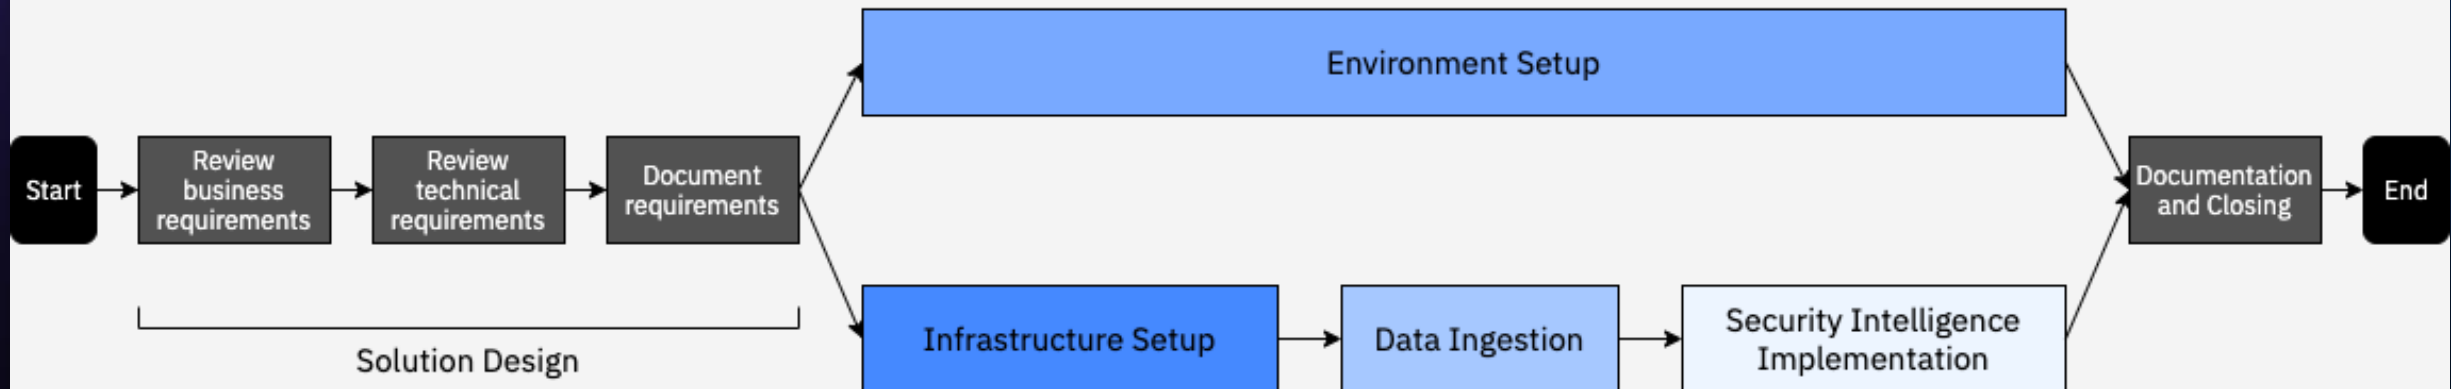 Environment Setup
Start
Review
business
requirements
Review
technical
requirements
Document
requirements
Documentation
and Closing
End
Solution Design
Infrastructure Setup
Data Ingestion
Security Intelligence
Implementation